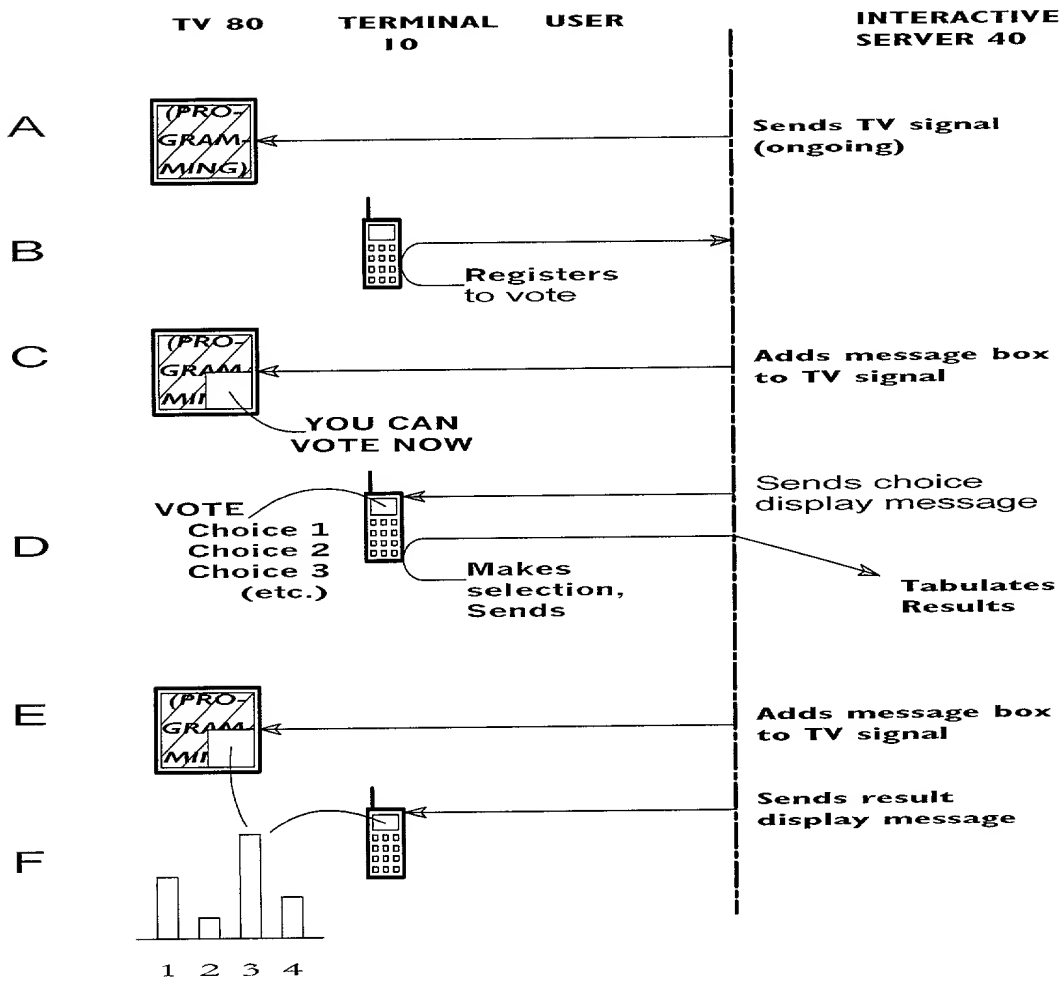 TV 80 TERMINAL 10 USER INTERACTIVE SERVER 40
A
(PRO-
GRAM-
MING)
Sends TV signal
(ongoing)
B
Registers
to vote
C
(PRO-
GRAM-
MII
Adds message box
to TV signal
YOU CAN
VOTE NOW
D
Sends choice
display message
VOTE
Choice 1
Choice 2
Choice 3
(etc.)
Makes
selection,
Sends
Tabulates
Results
E
(PRO-
GRAM-
MII
Adds message box
to TV signal
F
Sends result
display message
1 2 3 4